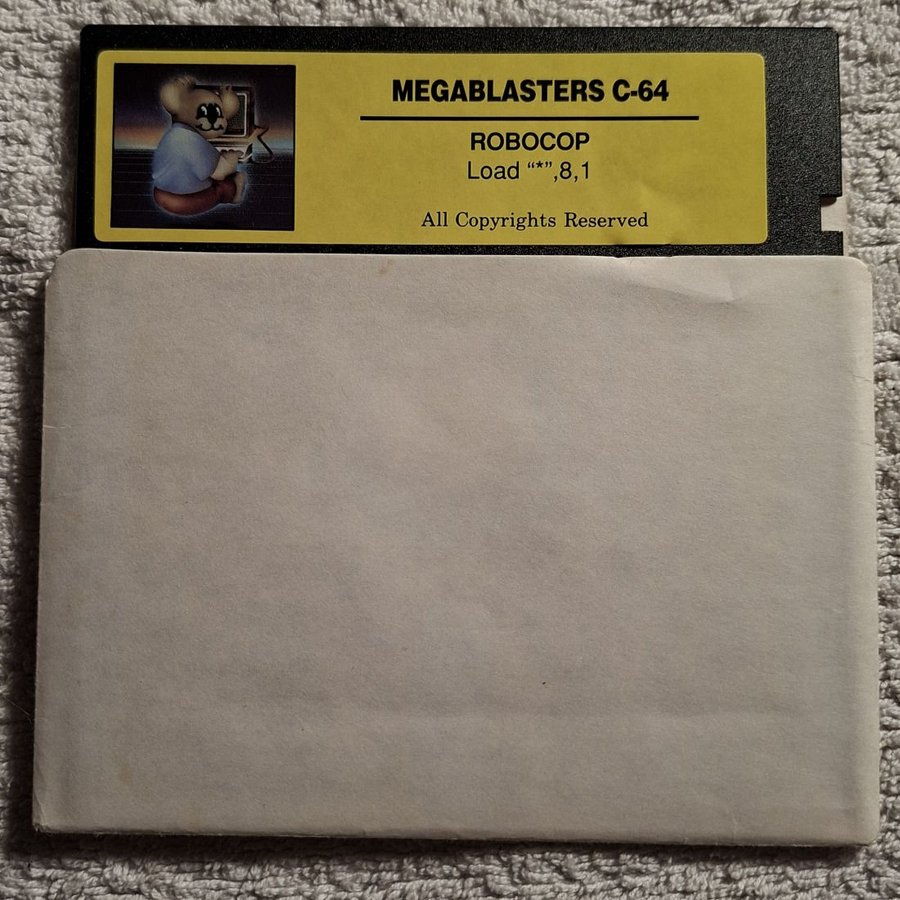 MEGABLASTERS C-64
ROBOCOP
Load “*”,8,1
All Copyrights Reserved